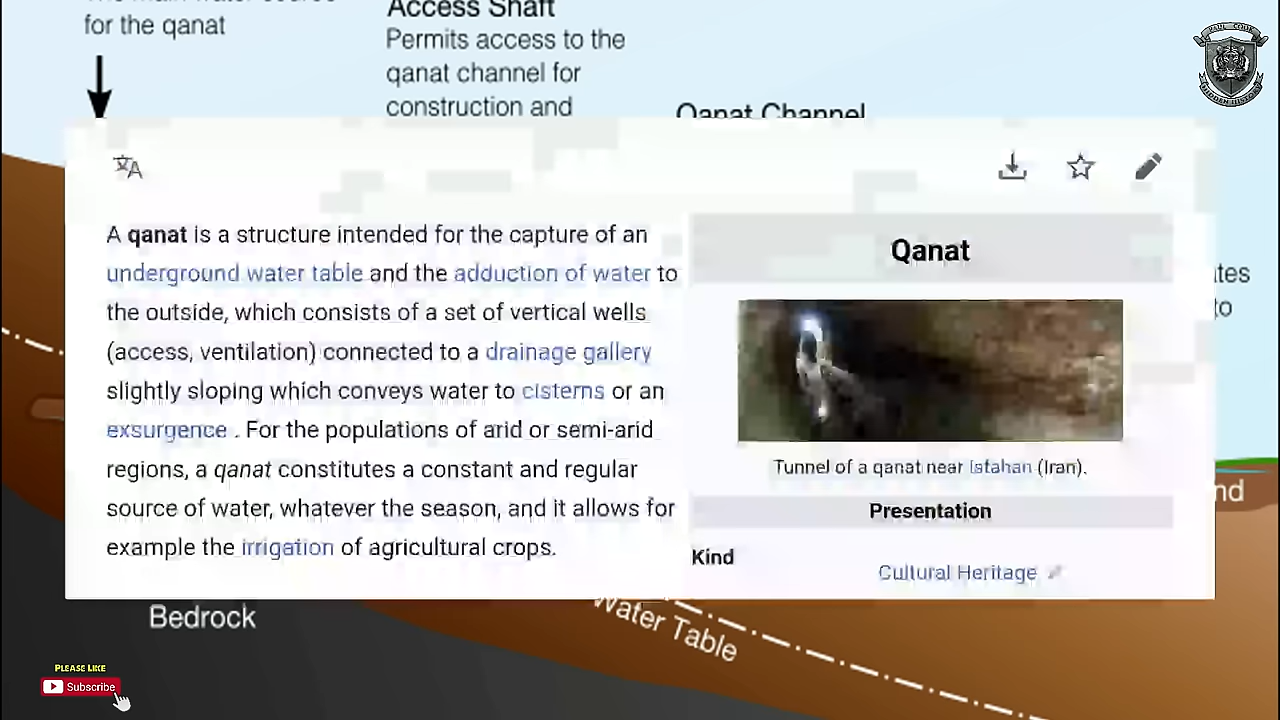 for the qanat
Access Shaft
Permits access to the
qanat channel for
construction and
Qanat Channel
A qanat is a structure intended for the capture of an
underground water table and the adduction of water to
the outside, which consists of a set of vertical wells
(access, ventilation) connected to a drainage gallery
slightly sloping which conveys water to cisterns or an
exsurgence . For the populations of arid or semi-arid
regions, a qanat constitutes a constant and regular
source of water, whatever the season, and it allows for
example the irrigation of agricultural crops.
Qanat
Tunnel of a qanat near Isfahan (Iran).
Presentation
Kind
Cultural Heritage
to
Bedrock
Water Table
PLEASE LIKE
Subscribe
PAUL COOK
HIDDEN HISTORY